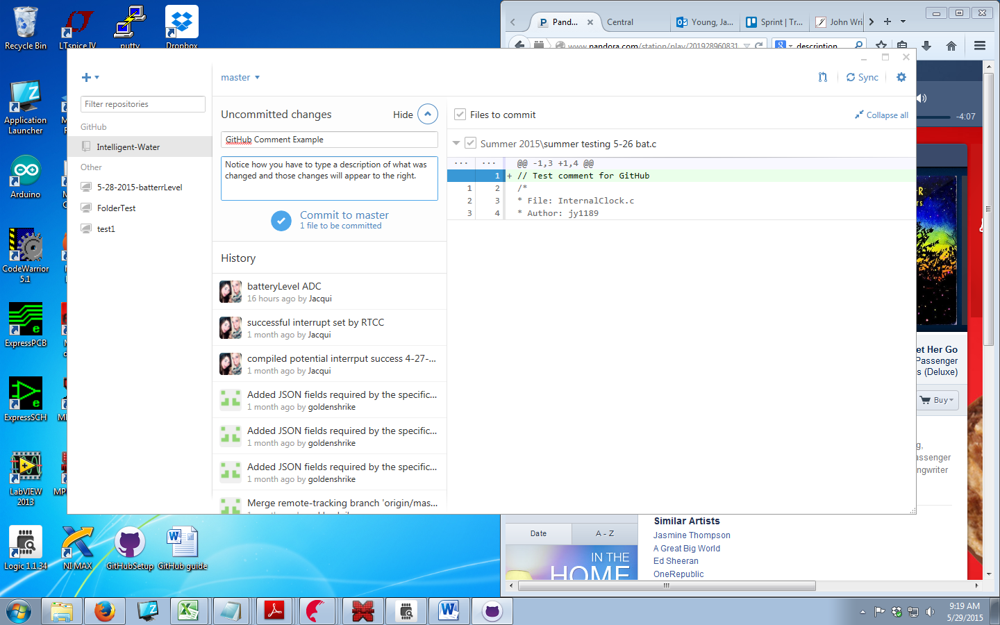 Recycle Bin
LTspice IV
putty
Dropbox
Application
Launcher
Arduino
CodeWarrior
5.1
ExpressPCB
ExpressSCH
LabVIEW
2013
Logic 1.1.34
NI MAX
GitHubSetup
GitHub guide
Pand...
Central
Young, Ja...
Sprint | Tr...
John Wri
www.pandora.com/station/play/201928960831
description
master
Sync
Filter repositories
GitHub
Intelligent-Water
Other
5-28-2015-batterrLevel
FolderTest
test1
Uncommitted changes
Hide
GitHub Comment Example
Notice how you have to type a description of what was
changed and those changes will appear to the right.
Commit to master
1 file to be committed
History
batteryLevel ADC
16 hours ago by Jacqui
successful interrupt set by RTCC
1 month ago by Jacqui
compiled potential interrput success 4-27-...
1 month ago by Jacqui
Added JSON fields required by the specific...
1 month ago by goldenshrike
Added JSON fields required by the specific...
1 month ago by goldenshrike
Added JSON fields required by the specific...
1 month ago by goldenshrike
Merge remote-tracking branch 'origin/mas...
Files to commit
Collapse all
Summer 2015\summer testing 5-26 bat.c
... ... @@ -1,3 +1,4 @@
1 + // Test comment for GitHub
1 2 /*
2 3 * File: InternalClock.c
3 4 * Author: jy1189
-4:07
et Her Go
Passenger
s (Deluxe)
Buy
g,
assenger
ngwriter
Similar Artists
Jasmine Thompson
A Great Big World
Ed Sheeran
OneRepublic
Date
A - Z
IN THE
HOME
9:19 AM
5/29/2015